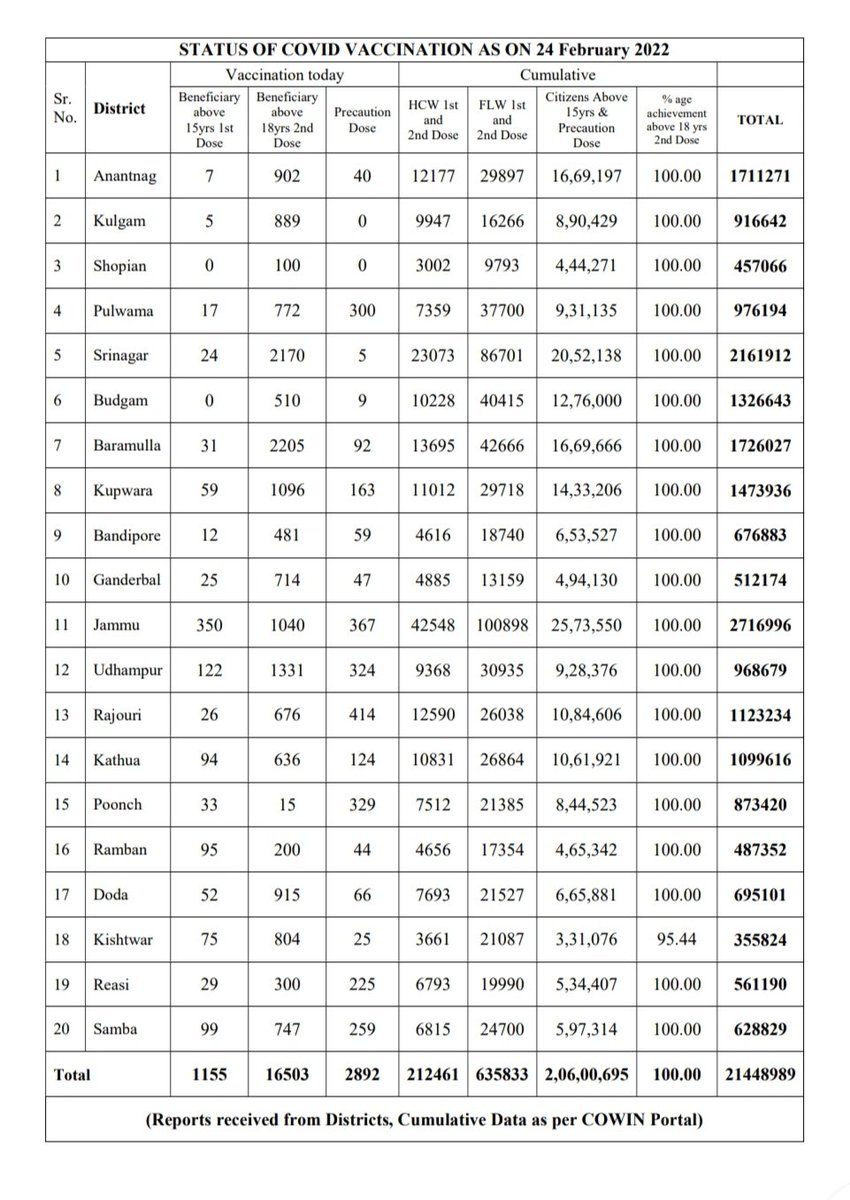 STATUS OF COVID VACCINATION AS ON 24 February 2022
Sr. No. District Vaccination today Cumulative
Beneficiary above 15yrs 1st Dose Beneficiary above 18yrs 2nd Dose Precaution Dose HCW 1st and 2nd Dose FLW 1st and 2nd Dose Citizens Above 15yrs & Precaution Dose % age achievement above 18 yrs 2nd Dose TOTAL
1 Anantnag 7 902 40 12177 29897 16,69,197 100.00 1711271
2 Kulgam 5 889 0 9947 16266 8,90,429 100.00 916642
3 Shopian 0 100 0 3002 9793 4,44,271 100.00 457066
4 Pulwama 17 772 300 7359 37700 9,31,135 100.00 976194
5 Srinagar 24 2170 5 23073 86701 20,52,138 100.00 2161912
6 Budgam 0 510 9 10228 40415 12,76,000 100.00 1326643
7 Baramulla 31 2205 92 13695 42666 16,69,666 100.00 1726027
8 Kupwara 59 1096 163 11012 29718 14,33,206 100.00 1473936
9 Bandipore 12 481 59 4616 18740 6,53,527 100.00 676883
10 Ganderbal 25 714 47 4885 13159 4,94,130 100.00 512174
11 Jammu 350 1040 367 42548 100898 25,73,550 100.00 2716996
12 Udhampur 122 1331 324 9368 30935 9,28,376 100.00 968679
13 Rajouri 26 676 414 12590 26038 10,84,606 100.00 1123234
14 Kathua 94 636 124 10831 26864 10,61,921 100.00 1099616
15 Poonch 33 15 329 7512 21385 8,44,523 100.00 873420
16 Ramban 95 200 44 4656 17354 4,65,342 100.00 487352
17 Doda 52 915 66 7693 21527 6,65,881 100.00 695101
18 Kishtwar 75 804 25 3661 21087 3,31,076 95.44 355824
19 Reasi 29 300 225 6793 19990 5,34,407 100.00 561190
20 Samba 99 747 259 6815 24700 5,97,314 100.00 628829
Total 1155 16503 2892 212461 635833 2,06,00,695 100.00 21448989
(Reports received from Districts, Cumulative Data as per COWIN Portal)